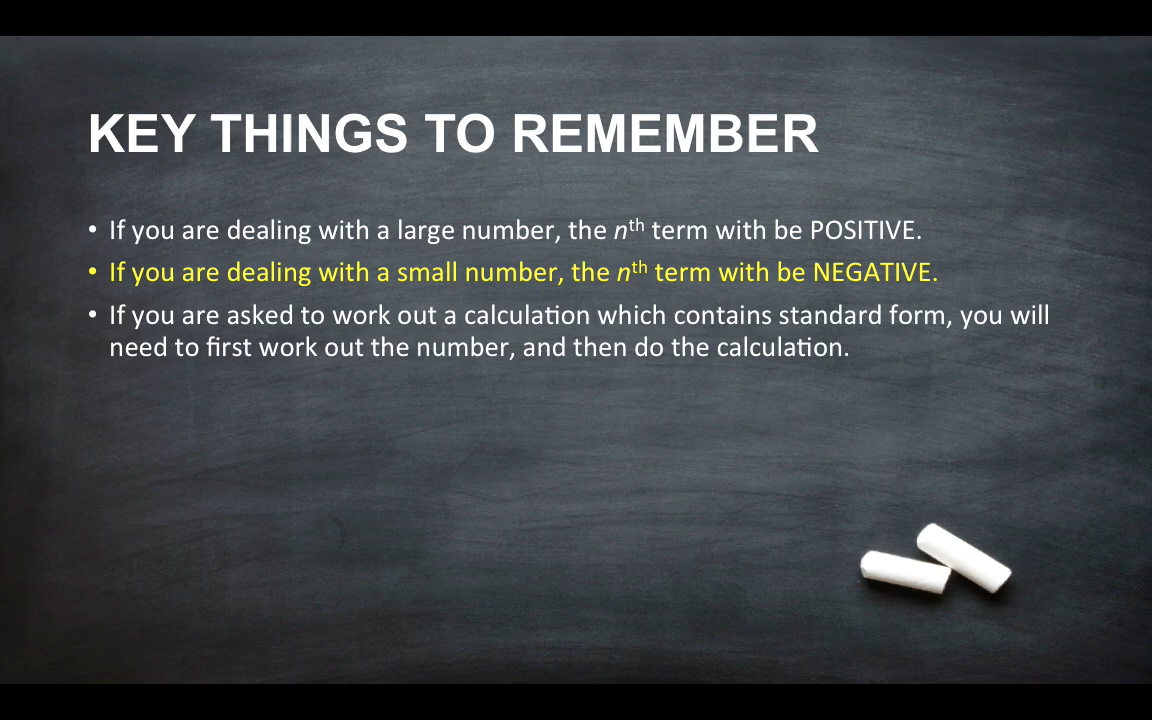 KEY THINGS TO REMEMBER
• If you are dealing with a large number, the nth term with be POSITIVE.
• If you are dealing with a small number, the nth term with be NEGATIVE.
• If you are asked to work out a calculation which contains standard form, you will
need to first work out the number, and then do the calculation.